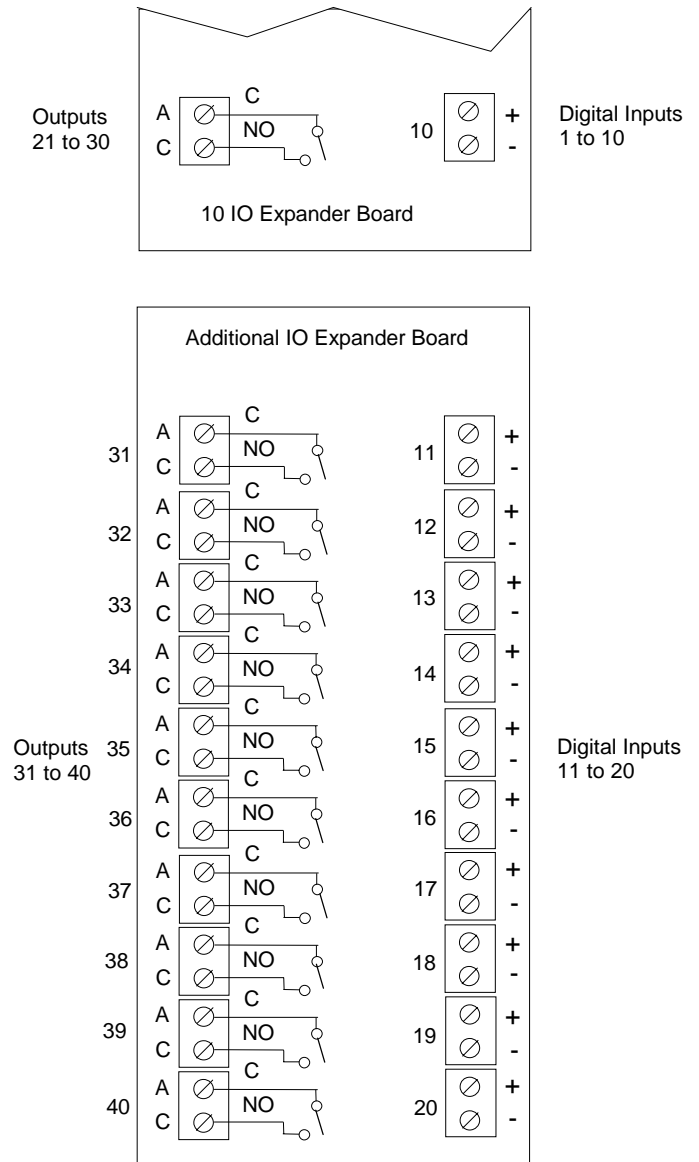 C
Outputs
21 to 30
A
NO
C
10
+
-
Digital Inputs
1 to 10
10 IO Expander Board
Additional IO Expander Board
C
A
31
NO
C
11
+
-
C
A
32
NO
C
12
+
-
C
A
33
NO
C
13
+
-
C
A
34
NO
C
14
+
-
C
A
Outputs
31 to 40
35
NO
C
15
+
-
Digital Inputs
11 to 20
C
A
36
NO
C
16
+
-
C
A
37
NO
C
17
+
-
C
A
38
NO
C
18
+
-
C
A
39
NO
C
19
+
-
C
A
40
NO
C
20
+
-